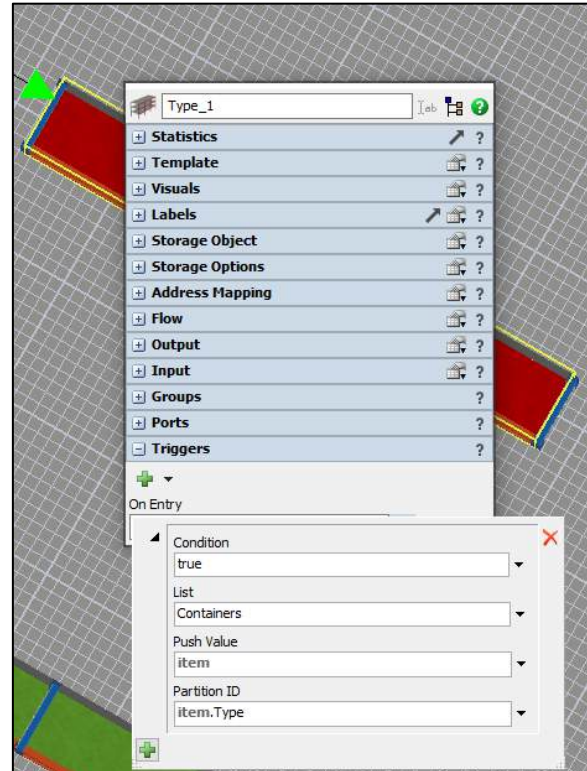 Type_1
Statistics ?
Template ?
Visuals ?
Labels ?
Storage Object ?
Storage Options ?
Address Mapping ?
Flow ?
Output ?
Input ?
Groups ?
Ports ?
Triggers ?
On Entry
Condition
true
List
Containers
Push Value
item
Partition ID
item.Type